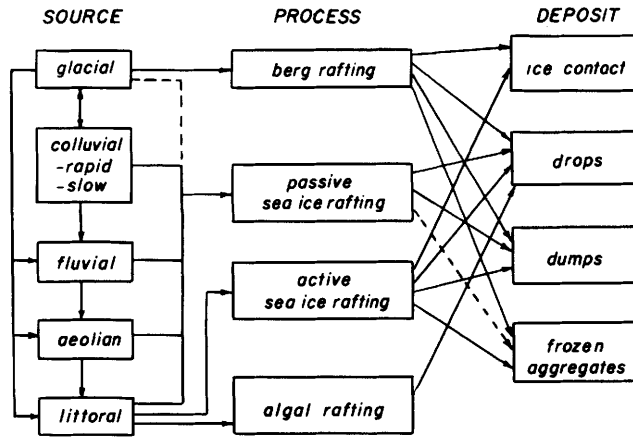 SOURCE
PROCESS
DEPOSIT
glacial
colluvial
-rapid
-slow
fluvial
aeolian
littoral
berg rafting
passive
sea ice rafting
active
sea ice rafting
algal rafting
ice contact
drops
dumps
frozen
aggregates